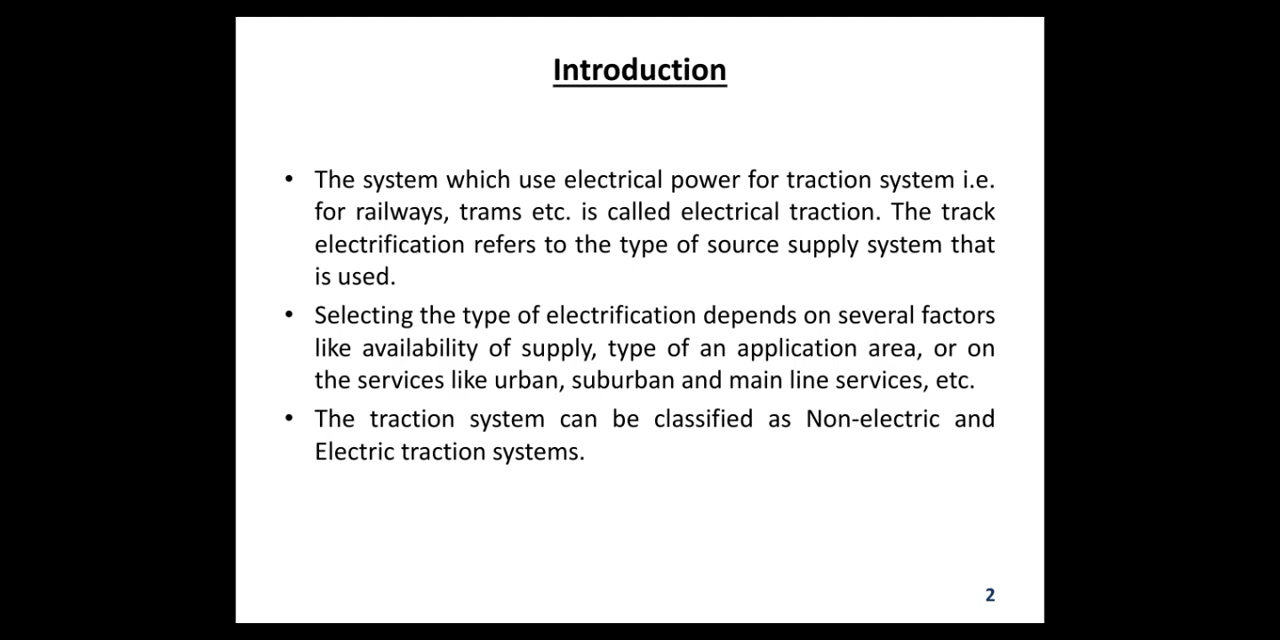 Introduction
• The system which use electrical power for traction system i.e.
for railways, trams etc. is called electrical traction. The track
electrification refers to the type of source supply system that
is used.
• Selecting the type of electrification depends on several factors
like availability of supply, type of an application area, or on
the services like urban, suburban and main line services, etc.
• The traction system can be classified as Non-electric and
Electric traction systems.
2